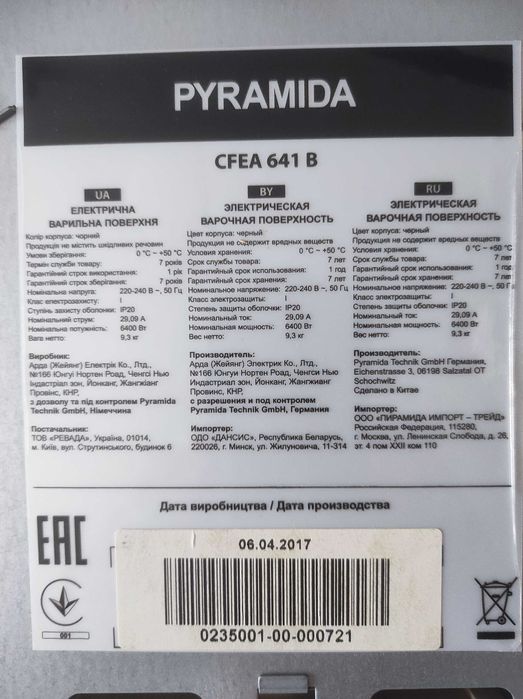 PYRAMIDA
CFEA 641 B
UA
ЕЛЕКТРИЧНА
ВАРИЛЬНА ПОВЕРХНЯ
Колір корпуса: чорний
Продукція не містить шкідливих речовин
Умови зберігання: 0 °C ~ +50 °C
Термін служби товару: 7 років
Гарантійний строк використання: 1 рік
Гарантійний строк зберігання: 7 років
Номінальна напруга: 220-240 В ~, 50 Гц
Клас електрозахисту: I
Ступінь захисту оболонки: IP20
Номінальний струм: 29,09 А
Номінальна потужність: 6400 Вт
Вага нетто: 9,3 кг
Виробник:
Арда (Жейянг) Електрік Ко., Лтд.,
№166 Юнгуі Нортен Роад, Ченгсі Нью
Індастріал зон, Йонканг, Жангжіанг
Провинс, КНР,
з дозволу та під контролем Pyramida
Technik GmbH, Німеччина
Постачальник:
ТОВ «РЕВАДА», Україна, 01014,
м. Київ, вул. Струтинського, будинок 6
BY
ЭЛЕКТРИЧЕСКАЯ
ВАРОЧНАЯ ПОВЕРХНОСТЬ
Цвет корпуса: черный
Продукция не содержит вредных веществ
Условия хранения: 0 °C ~ +50 °C
Срок службы товара: 7 лет
Гарантийный срок использования: 1 год
Гарантийный срок хранения: 7 лет
Номинальное напряжение: 220-240 В ~, 50 Гц
Класс электрозащиты: I
Степень защиты оболочки: IP20
Номинальный ток: 29,09 А
Номинальная мощность: 6400 Вт
Вес нетто: 9,3 кг
Производитель:
Арда (Жейянг) Электрик Ко., Лтд.,
№166 Юнгуи Нортен Роад, Ченгси Нью
Индастриал зон, Йонканг, Жангжианг
Провинс, КНР,
с разрешения и под контролем
Pyramida Technik GmbH, Германия
Импортер:
ОДО «ДАНСИС», Республика Беларусь,
220026, г. Минск, ул. Жилуновича, 11-314
RU
ЭЛЕКТРИЧЕСКАЯ
ВАРОЧНАЯ ПОВЕРХНОСТЬ
Цвет корпуса: черный
Продукция не содержит вредных веществ
Условия хранения: 0 °C ~ +50 °C
Срок службы товара: 7 лет
Гарантийный срок использования: 1 год
Гарантийный срок хранения: 7 лет
Номинальное напряжение: 220-240 В ~, 50 Гц
Класс электрозащиты: I
Степень защиты оболочки: IP20
Номинальный ток: 29,09 А
Номинальная мощность: 6400 Вт
Вес нетто: 9,3 кг
Производитель:
Pyramida Technik GmbH Германия,
Eichenstrasse 3, 06198 Salzatal OT
Schochwitz
Сделано в Китае
Импортер:
ООО «ПИРАМИДА ИМПОРТ – ТРЕЙД»
Российская Федерация, 115280,
г. Москва, ул. Ленинская Слобода, д. 26,
эт. 4 пом XXII ком 110
Дата виробництва / Дата производства
EAC
001
06.04.2017
0235001-00-000721